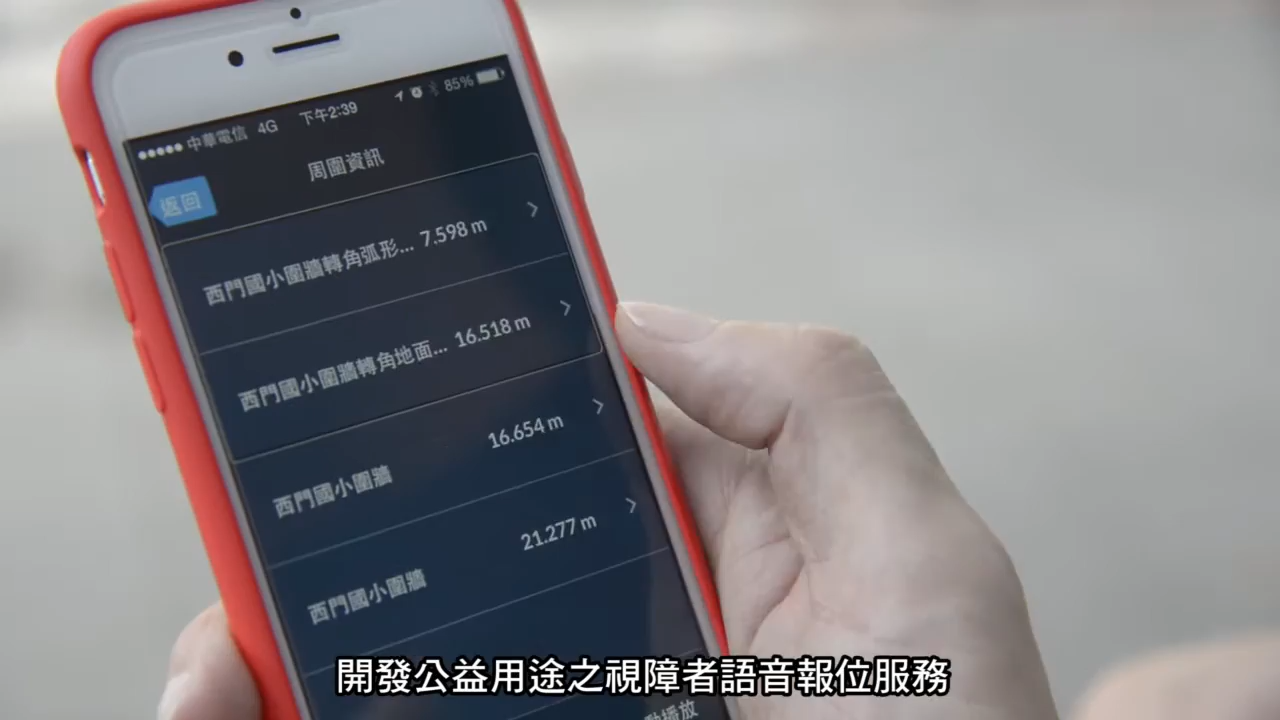 中華電信 4G 下午2:39 85%
返回 周圍資訊
西門國小圍牆轉角弧形... 7.598 m
西門國小圍牆轉角地面... 16.518 m
西門國小圍牆 16.654 m
西門國小圍牆 21.277 m
動播放
開發公益用途之視障者語音報位服務